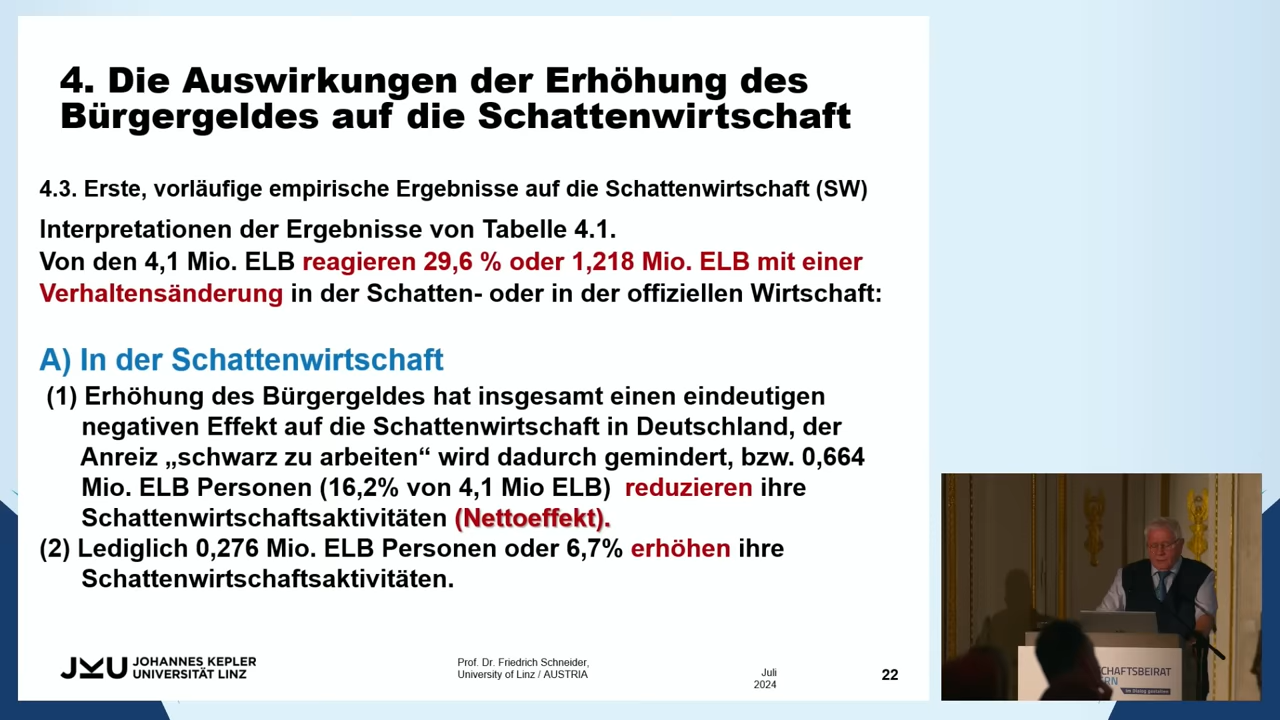 4. Die Auswirkungen der Erhöhung des
Bürgergeldes auf die Schattenwirtschaft
4.3. Erste, vorläufige empirische Ergebnisse auf die Schattenwirtschaft (SW)
Interpretationen der Ergebnisse von Tabelle 4.1.
Von den 4,1 Mio. ELB reagieren 29,6 % oder 1,218 Mio. ELB mit einer
Verhaltensänderung in der Schatten- oder in der offiziellen Wirtschaft:
A) In der Schattenwirtschaft
(1) Erhöhung des Bürgergeldes hat insgesamt einen eindeutigen
negativen Effekt auf die Schattenwirtschaft in Deutschland, der
Anreiz „schwarz zu arbeiten“ wird dadurch gemindert, bzw. 0,664
Mio. ELB Personen (16,2% von 4,1 Mio ELB) reduzieren ihre
Schattenwirtschaftsaktivitäten (Nettoeffekt).
(2) Lediglich 0,276 Mio. ELB Personen oder 6,7% erhöhen ihre
Schattenwirtschaftsaktivitäten.
JKU JOHANNES KEPLER
UNIVERSITÄT LINZ
Prof. Dr. Friedrich Schneider,
University of Linz / AUSTRIA
Juli
2024
22
CHAFTSBEIRAT
RN
im Dialog gestalten